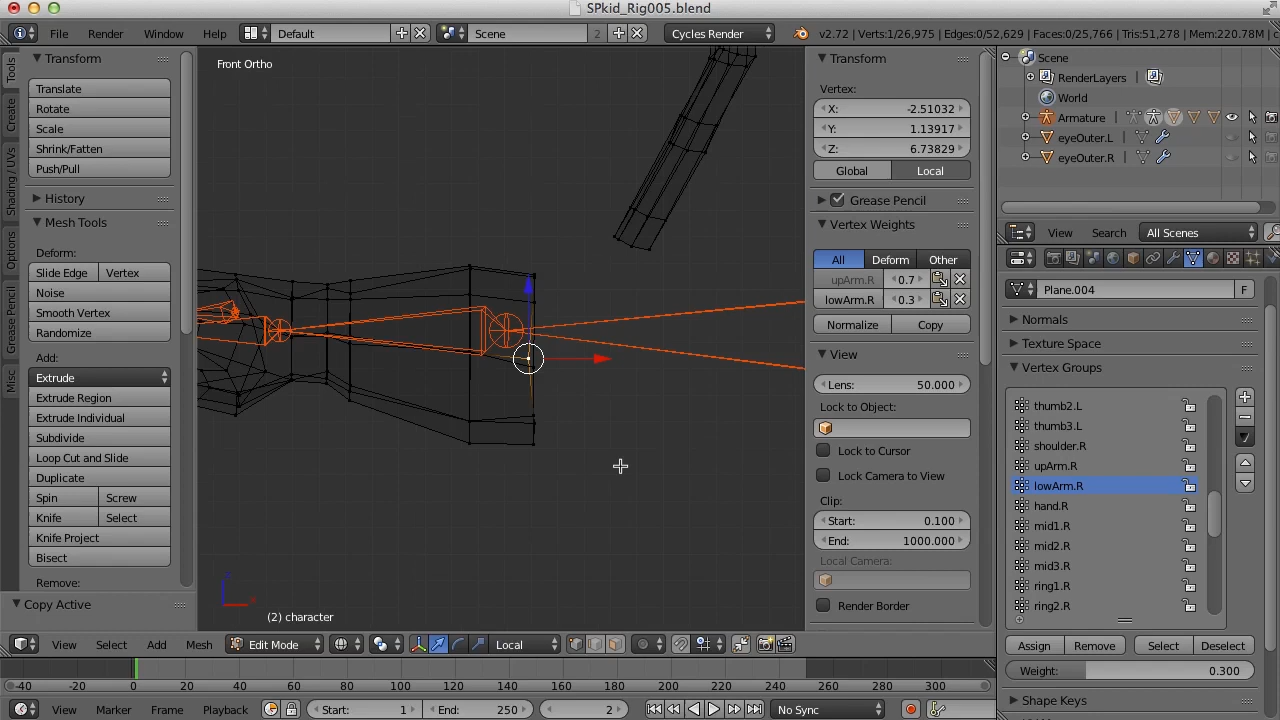 SPkid_Rig005.blend
File Render Window Help Default Scene 2 Cycles Render v2.72 | Verts:1/26,975 | Edges:0/52,629 | Faces:0/25,766 | Tris:51,278 | Mem:220.78M
Tools
Create
Shading / UVs
Options
Grease Pencil
Misc
Transform
Translate
Rotate
Scale
Shrink/Fatten
Push/Pull
History
Mesh Tools
Deform:
Slide Edge Vertex
Noise
Smooth Vertex
Randomize
Add:
Extrude
Extrude Region
Extrude Individual
Subdivide
Loop Cut and Slide
Duplicate
Spin Screw
Knife Select
Knife Project
Bisect
Remove:
Copy Active
Front Ortho
(2) character
Transform
Vertex:
X: -2.51032
Y: 1.13917
Z: 6.73829
Global Local
Grease Pencil
Vertex Weights
All Deform Other
upArm.R 0.7
lowArm.R 0.3
Normalize Copy
View
Lens: 50.000
Lock to Object:
Lock to Cursor
Lock Camera to View
Clip:
Start: 0.100
End: 1000.000
Local Camera:
Render Border
Scene
RenderLayers
World
Armature
eyeOuter.L
eyeOuter.R
View Search All Scenes
Plane.004 F
Normals
Texture Space
Vertex Groups
thumb2.L
thumb3.L
shoulder.R
upArm.R
lowArm.R
hand.R
mid1.R
mid2.R
mid3.R
ring1.R
ring2.R
Assign Remove Select Deselect
Weight: 0.300
Shape Keys
View Select Add Mesh Edit Mode Local
-40 -20 0 20 40 60 80 100 120 140 160 180 200 220 240 260 280 300
View Marker Frame Playback Start: 1 End: 250 2 No Sync